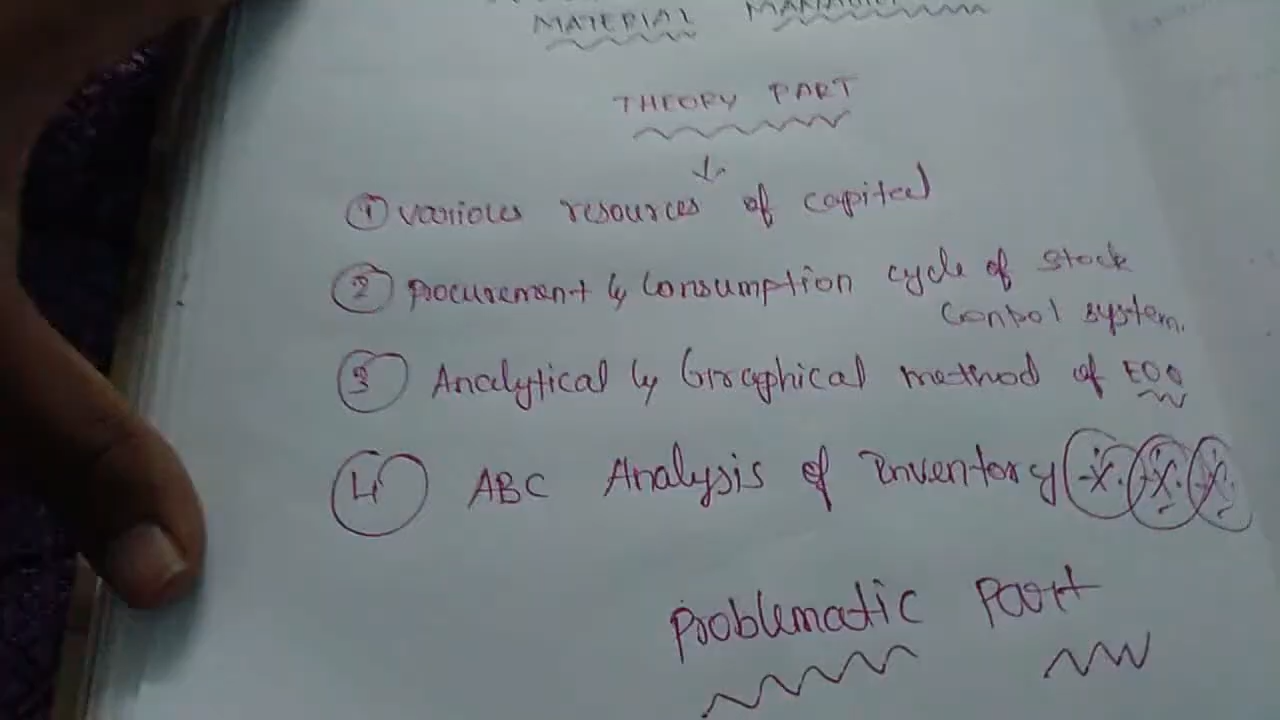 MATERIAL
THEORY PART
① various resources of capital
② procurement & Consumption cycle of stock
Control system.
③ Analytical & Graphical method of EOQ
④ ABC Analysis of Inventory
Problematic Part